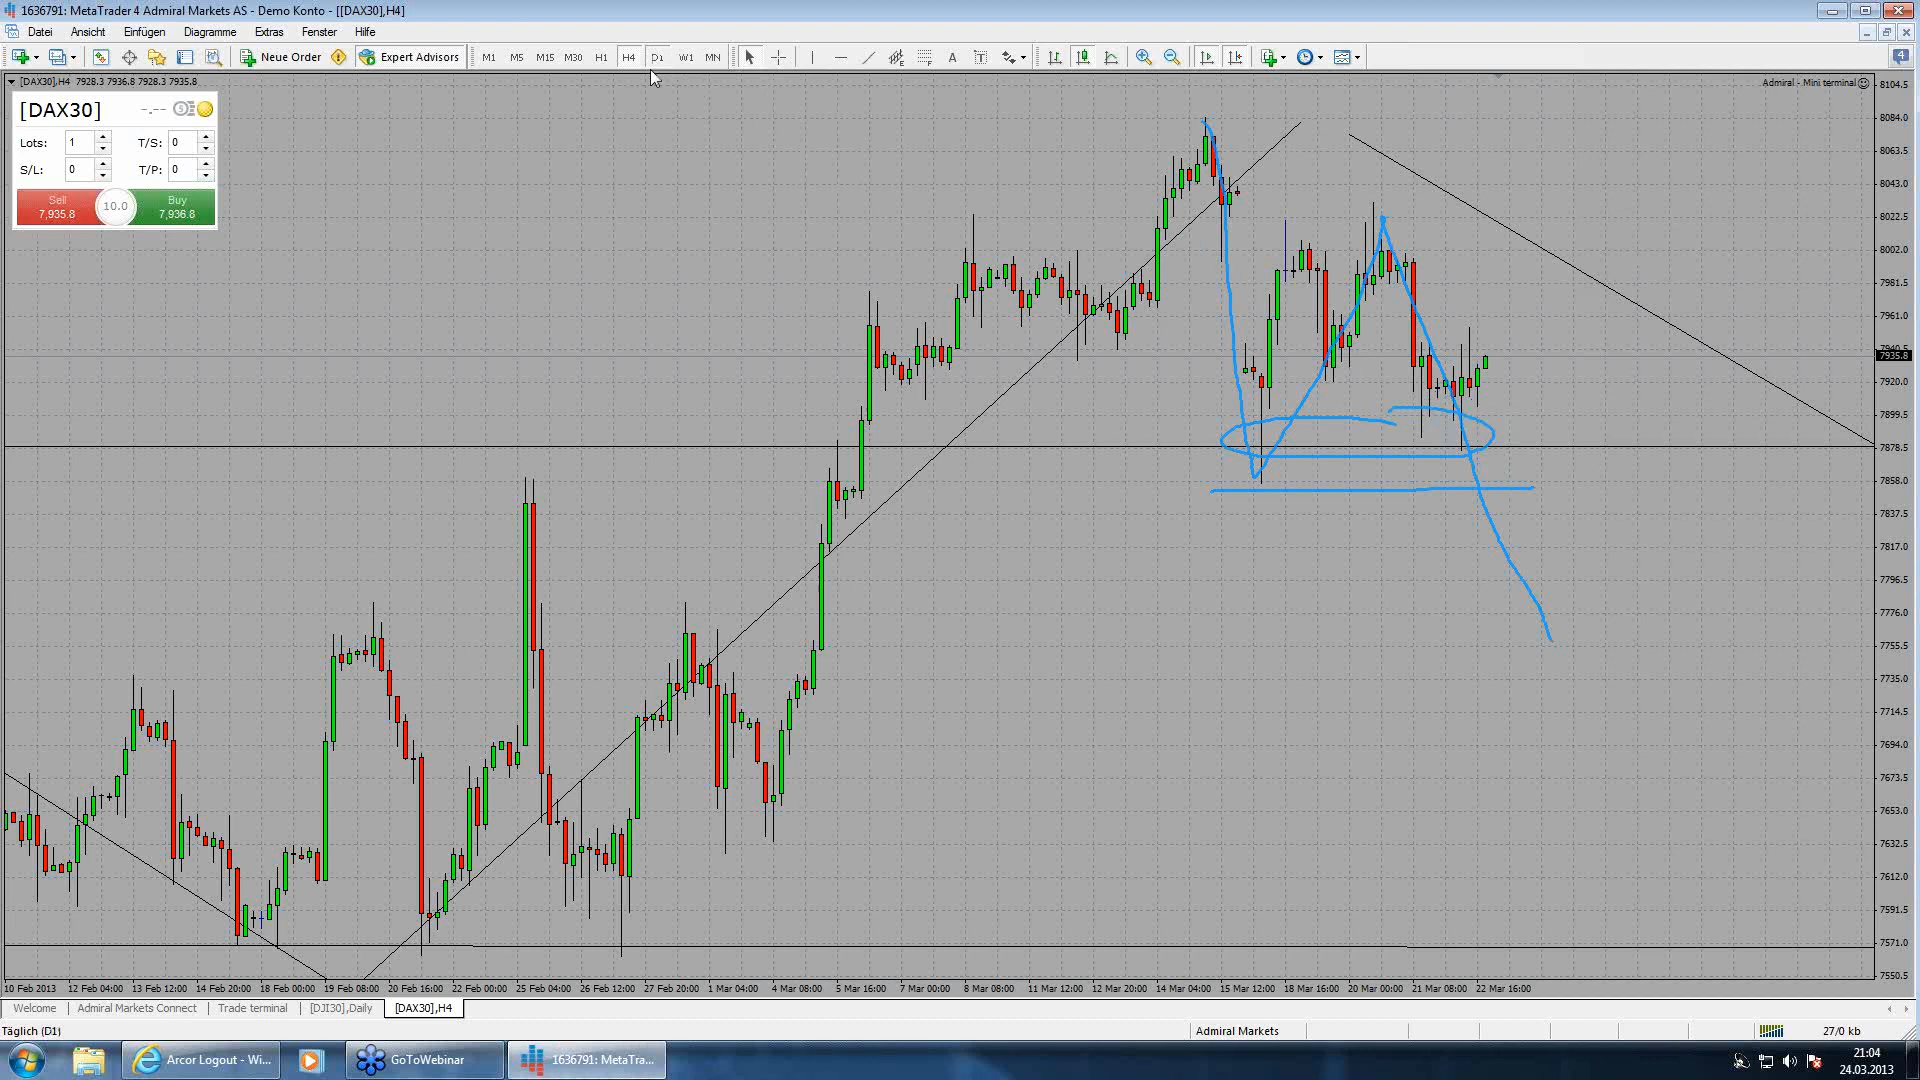 1636791: MetaTrader 4 Admiral Markets AS - Demo Konto - [[DAX30],H4]
Datei Ansicht Einfügen Diagramme Extras Fenster Hilfe
Neue Order Expert Advisors M1 M5 M15 M30 H1 H4 D1 W1 MN A T 4
[DAX30],H4 7928.3 7936.8 7928.3 7935.8
Admiral - Mini terminal
[DAX30] -.--
Lots: 1 T/S: 0
S/L: 0 T/P: 0
Sell 10.0 Buy
7,935.8 7,936.8
8104.5
8084.0
8063.5
8043.0
8022.5
8002.0
7981.5
7961.0
7940.5
7935.8
7920.0
7899.5
7878.5
7858.0
7837.5
7817.0
7796.5
7776.0
7755.5
7735.0
7714.5
7694.0
7673.5
7653.0
7632.5
7612.0
7591.5
7571.0
7550.5
10 Feb 2013 12 Feb 04:00 13 Feb 12:00 14 Feb 20:00 18 Feb 00:00 19 Feb 08:00 20 Feb 16:00 22 Feb 00:00 25 Feb 04:00 26 Feb 12:00 27 Feb 20:00 1 Mar 04:00 4 Mar 08:00 5 Mar 16:00 7 Mar 00:00 8 Mar 08:00 11 Mar 12:00 12 Mar 20:00 14 Mar 04:00 15 Mar 12:00 18 Mar 16:00 20 Mar 00:00 21 Mar 08:00 22 Mar 16:00
Welcome Admiral Markets Connect Trade terminal [DJI30],Daily [DAX30],H4
Täglich (D1) Admiral Markets 27/0 kb
Arcor Logout - Wi... GoToWebinar 1636791: MetaTra... 21:04
24.03.2013